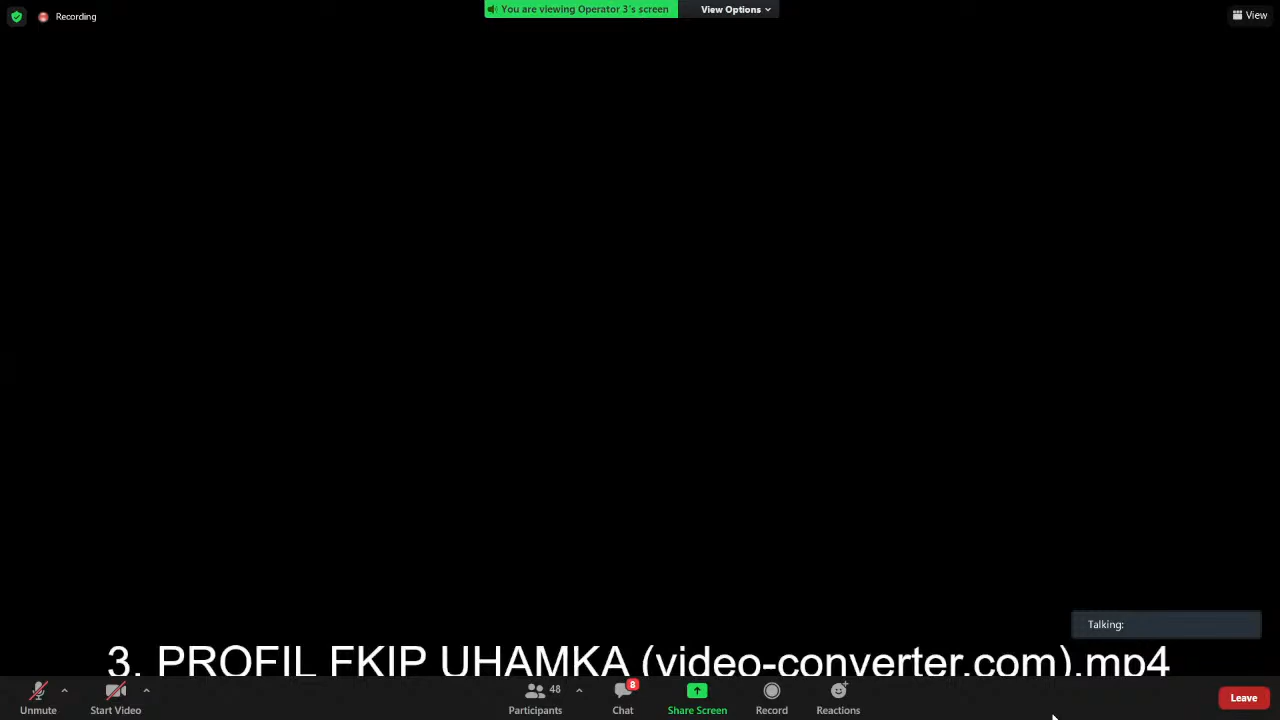 Recording
You are viewing Operator 3's screen
View Options
View
Talking:
3. PROFIL FKIP UHAMKA (video-converter.com).mp4
Unmute
Start Video
48
Participants
8
Chat
Share Screen
Record
Reactions
Leave